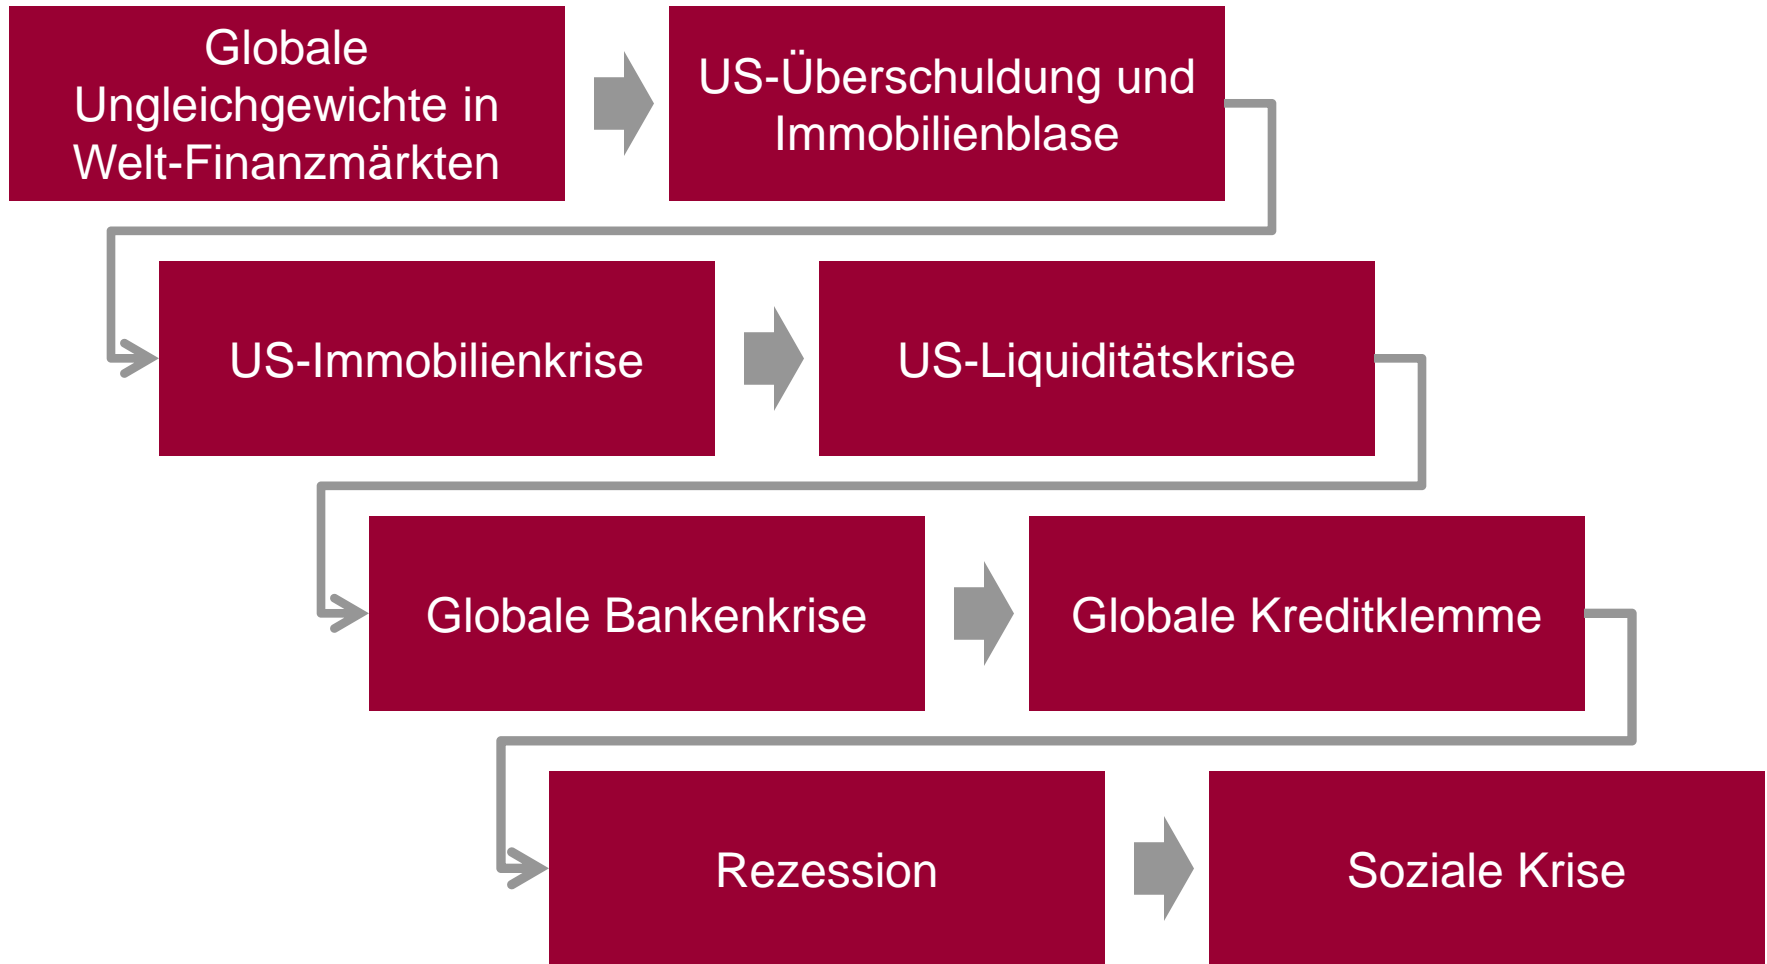 Globale
Ungleichgewichte in
Welt-Finanzmärkten
US-Überschuldung und
Immobilienblase
US-Immobilienkrise
US-Liquiditätskrise
Globale Bankenkrise
Globale Kreditklemme
Rezession
Soziale Krise